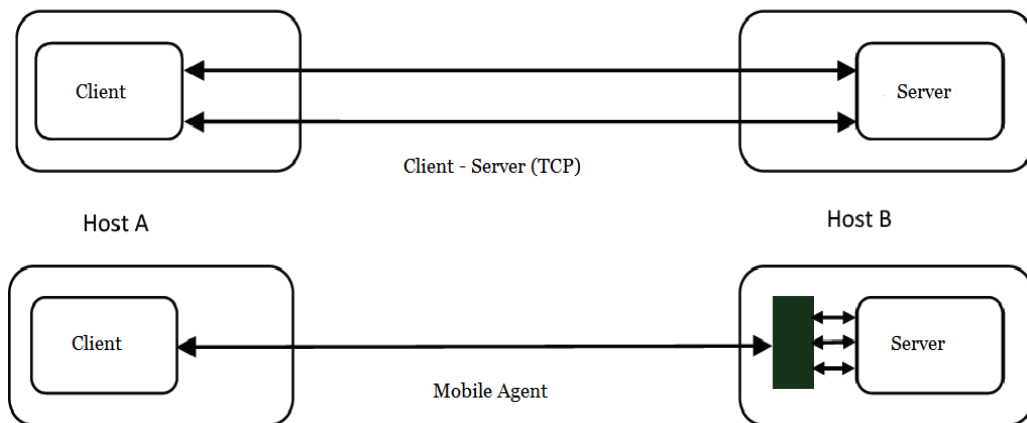 Client
Server
Client - Server (TCP)
Host A
Host B
Client
Server
Mobile Agent